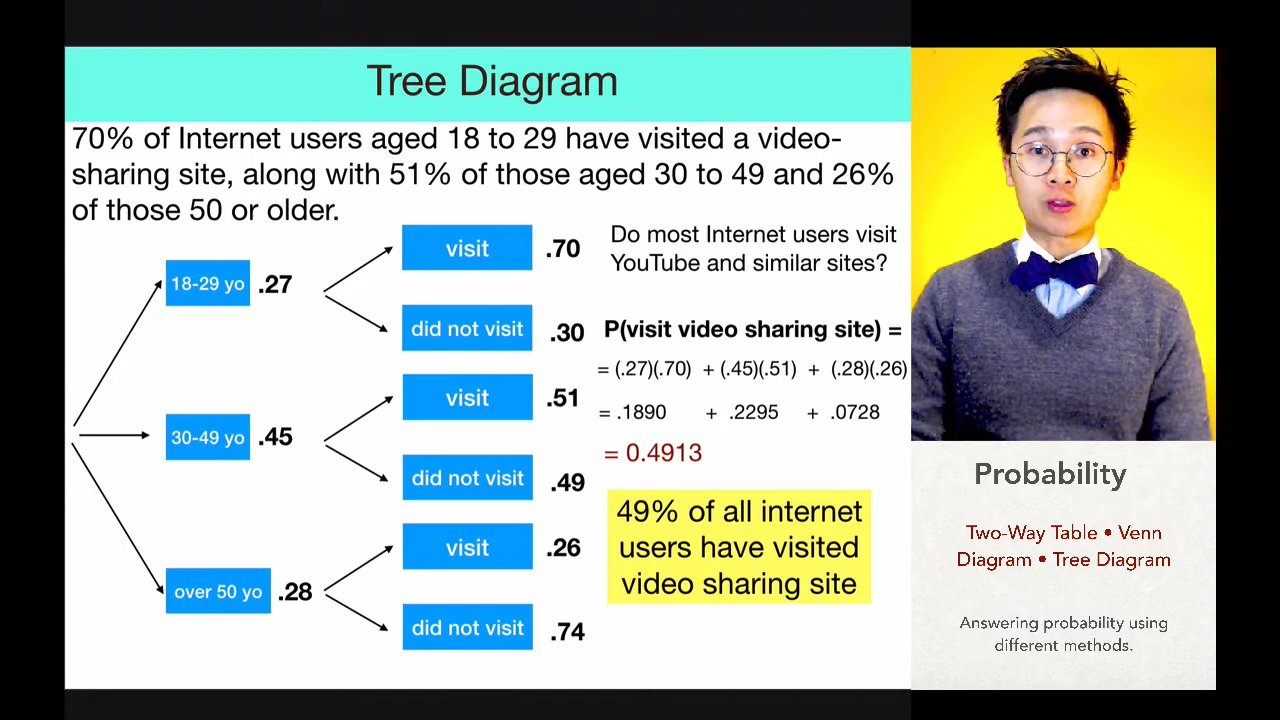 Tree Diagram
70% of Internet users aged 18 to 29 have visited a video-
sharing site, along with 51% of those aged 30 to 49 and 26%
of those 50 or older.
18-29 yo .27
visit .70
did not visit .30
30-49 yo .45
visit .51
did not visit .49
over 50 yo .28
visit .26
did not visit .74
Do most Internet users visit
YouTube and similar sites?
P(visit video sharing site) =
= (.27)(.70) + (.45)(.51) + (.28)(.26)
= .1890 + .2295 + .0728
= 0.4913
49% of all internet
users have visited
video sharing site
Probability
Two-Way Table • Venn
Diagram • Tree Diagram
Answering probability using
different methods.